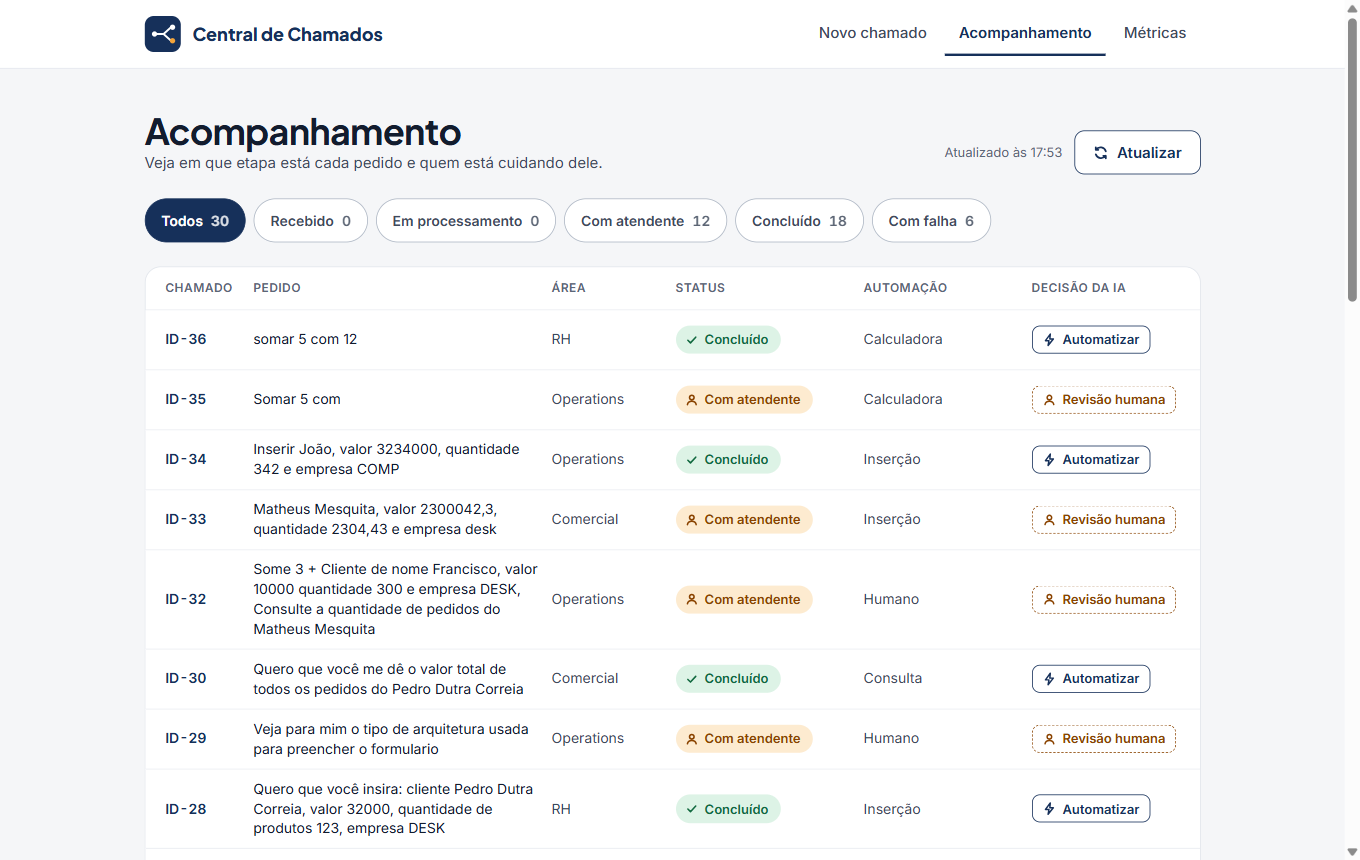 Central de Chamados
Novo chamado
Acompanhamento
Métricas
Acompanhamento
Veja em que etapa está cada pedido e quem está cuidando dele.
Atualizado às 17:53
Atualizar
Todos 30
Recebido 0
Em processamento 0
Com atendente 12
Concluído 18
Com falha 6
CHAMADO PEDIDO ÁREA STATUS AUTOMAÇÃO DECISÃO DA IA
ID-36 somar 5 com 12 RH Concluído Calculadora Automatizar
ID-35 Somar 5 com Operations Com atendente Calculadora Revisão humana
ID-34
Inserir João, valor 3234000, quantidade
342 e empresa COMP
Operations Concluído Inserção Automatizar
ID-33
Matheus Mesquita, valor 2300042,3,
quantidade 2304,43 e empresa desk
Comercial Com atendente Inserção Revisão humana
ID-32
Some 3 + Cliente de nome Francisco, valor
10000 quantidade 300 e empresa DESK,
Consulte a quantidade de pedidos do
Matheus Mesquita
Operations Com atendente Humano Revisão humana
ID-30
Quero que você me dê o valor total de
todos os pedidos do Pedro Dutra Correia
Comercial Concluído Consulta Automatizar
ID-29
Veja para mim o tipo de arquitetura usada
para preencher o formulario
Operations Com atendente Humano Revisão humana
ID-28
Quero que você insira: cliente Pedro Dutra
Correia, valor 32000, quantidade de
produtos 123, empresa DESK
RH Concluído Inserção Automatizar